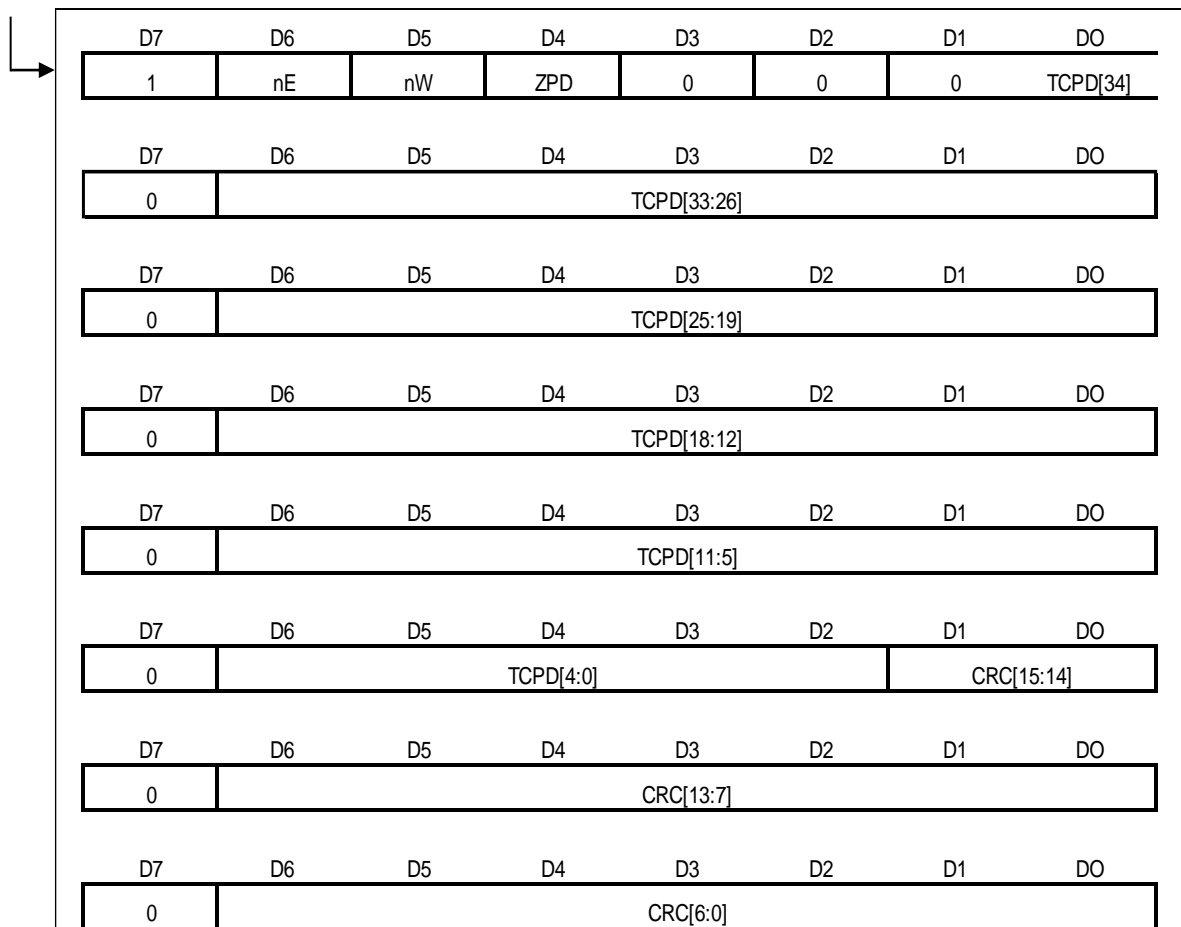 D7 D6 D5 D4 D3 D2 D1 DO
1 nE nW ZPD 0 0 0 TCPD[34]
D7 D6 D5 D4 D3 D2 D1 DO
0 TCPD[33:26]
D7 D6 D5 D4 D3 D2 D1 DO
0 TCPD[25:19]
D7 D6 D5 D4 D3 D2 D1 DO
0 TCPD[18:12]
D7 D6 D5 D4 D3 D2 D1 DO
0 TCPD[11:5]
D7 D6 D5 D4 D3 D2 D1 DO
0 TCPD[4:0] CRC[15:14]
D7 D6 D5 D4 D3 D2 D1 DO
0 CRC[13:7]
D7 D6 D5 D4 D3 D2 D1 DO
0 CRC[6:0]